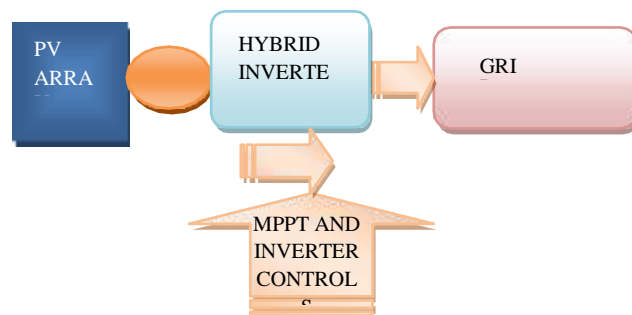 PV
ARRA
HYBRID
INVERTE
GRI
MPPT AND
INVERTER
CONTROL
S